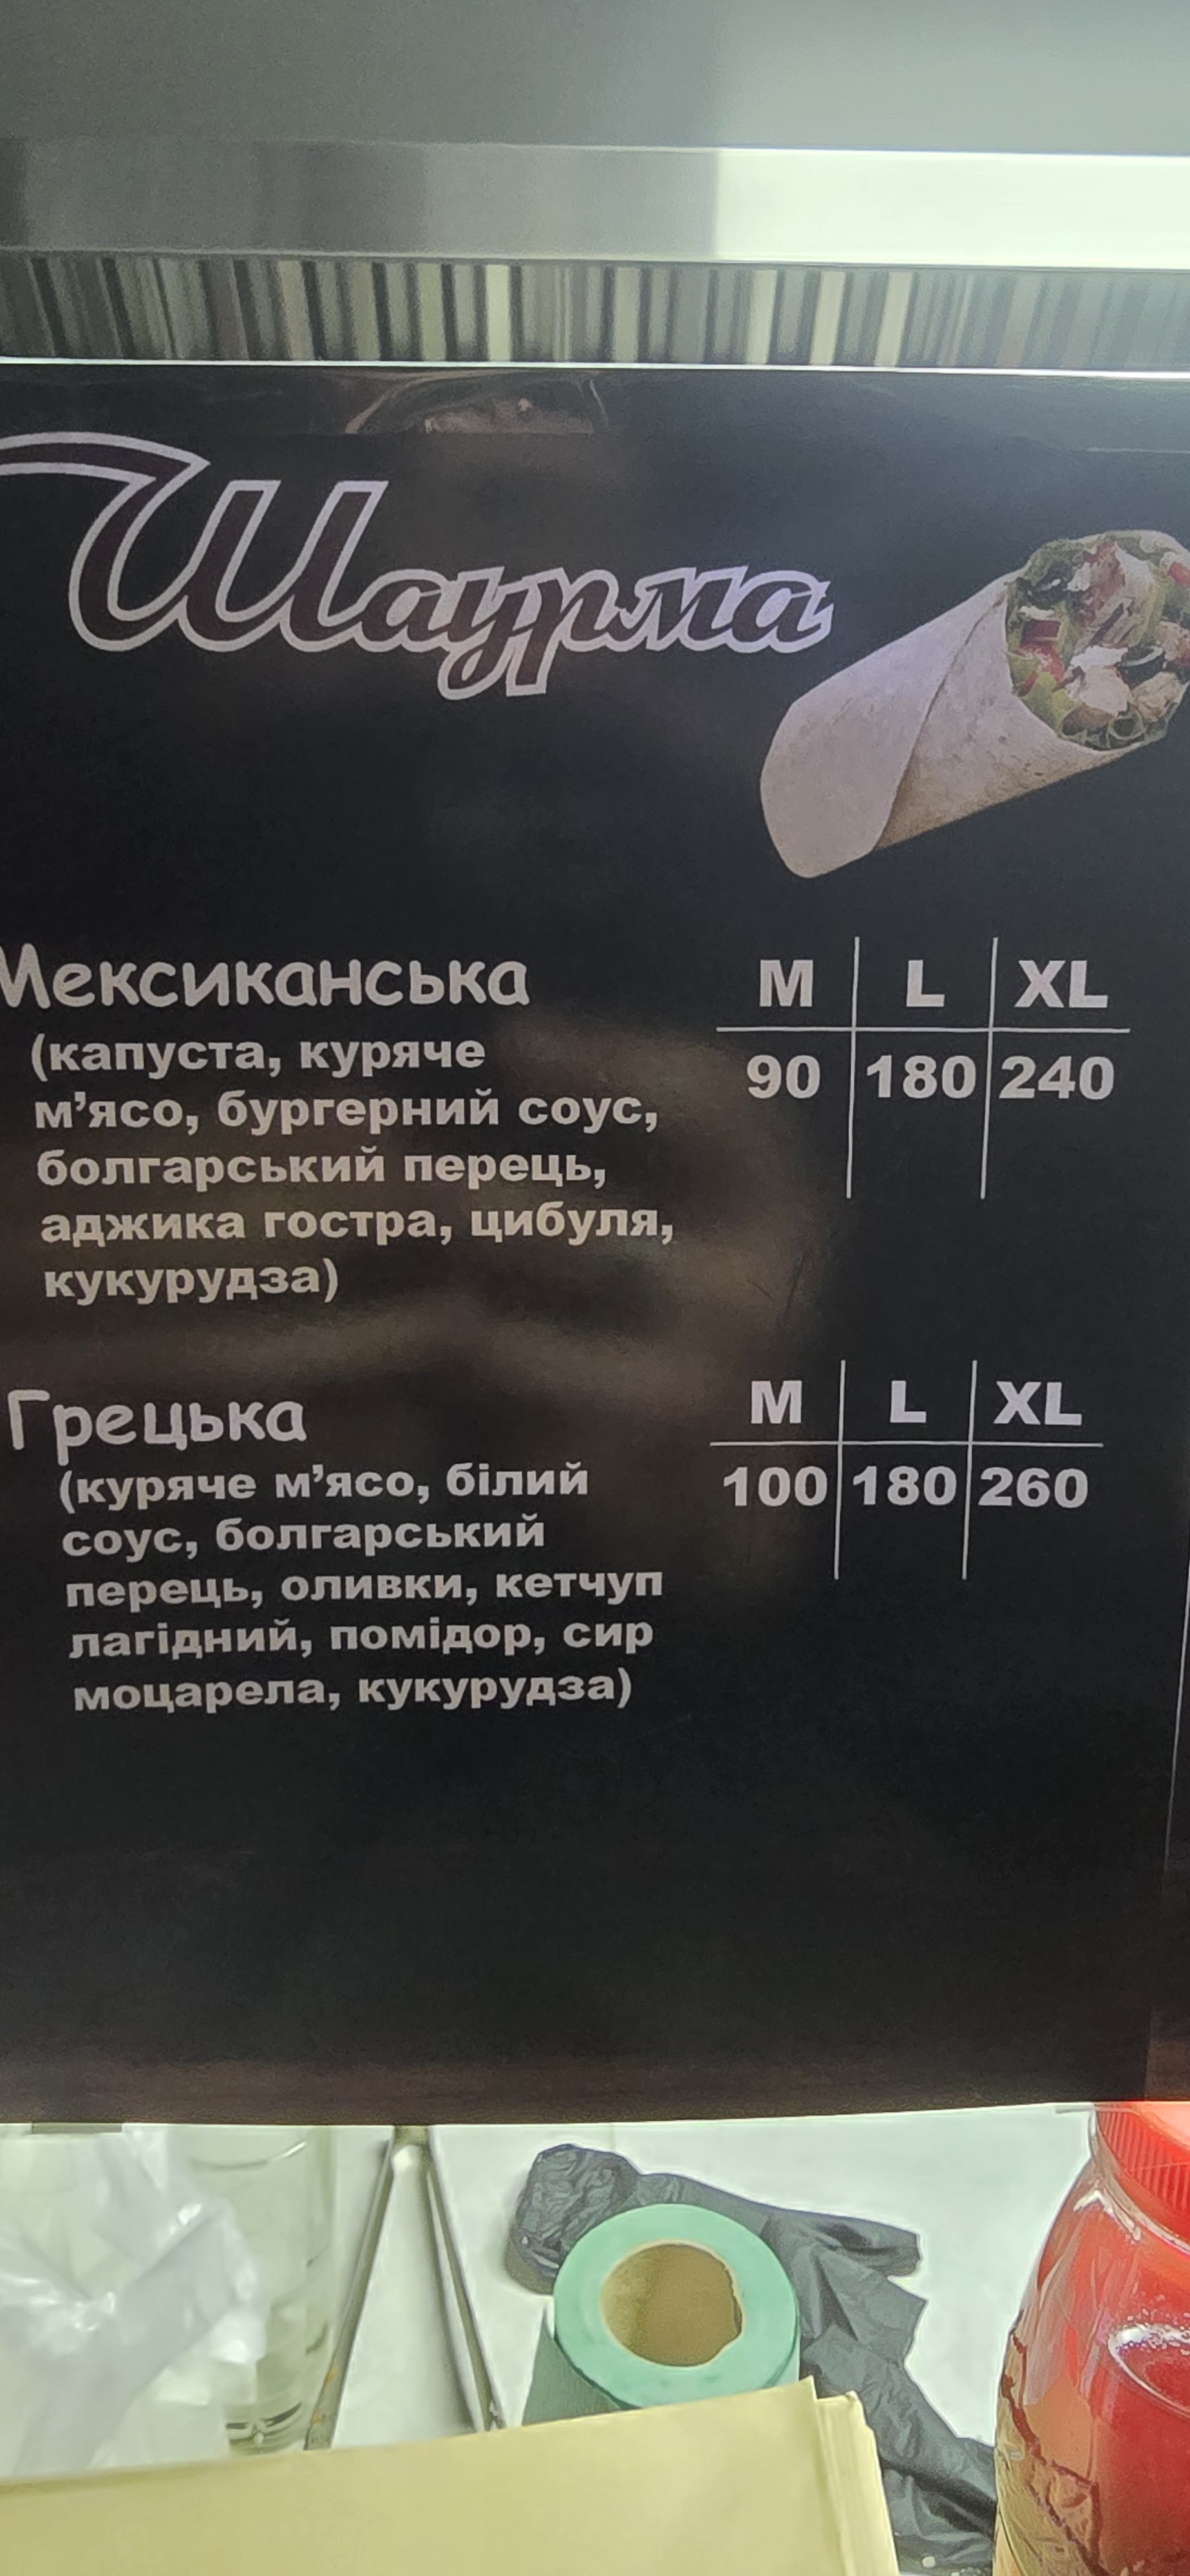 Шаурма
Мексиканська
M L XL
(капуста, куряче
90 180 240
м’ясо, бургерний соус,
болгарський перець,
аджика гостра, цибуля,
кукурудза)
Грецька
M L XL
(куряче м’ясо, білий
100 180 260
соус, болгарський
перець, оливки, кетчуп
лагідний, помідор, сир
моцарела, кукурудза)